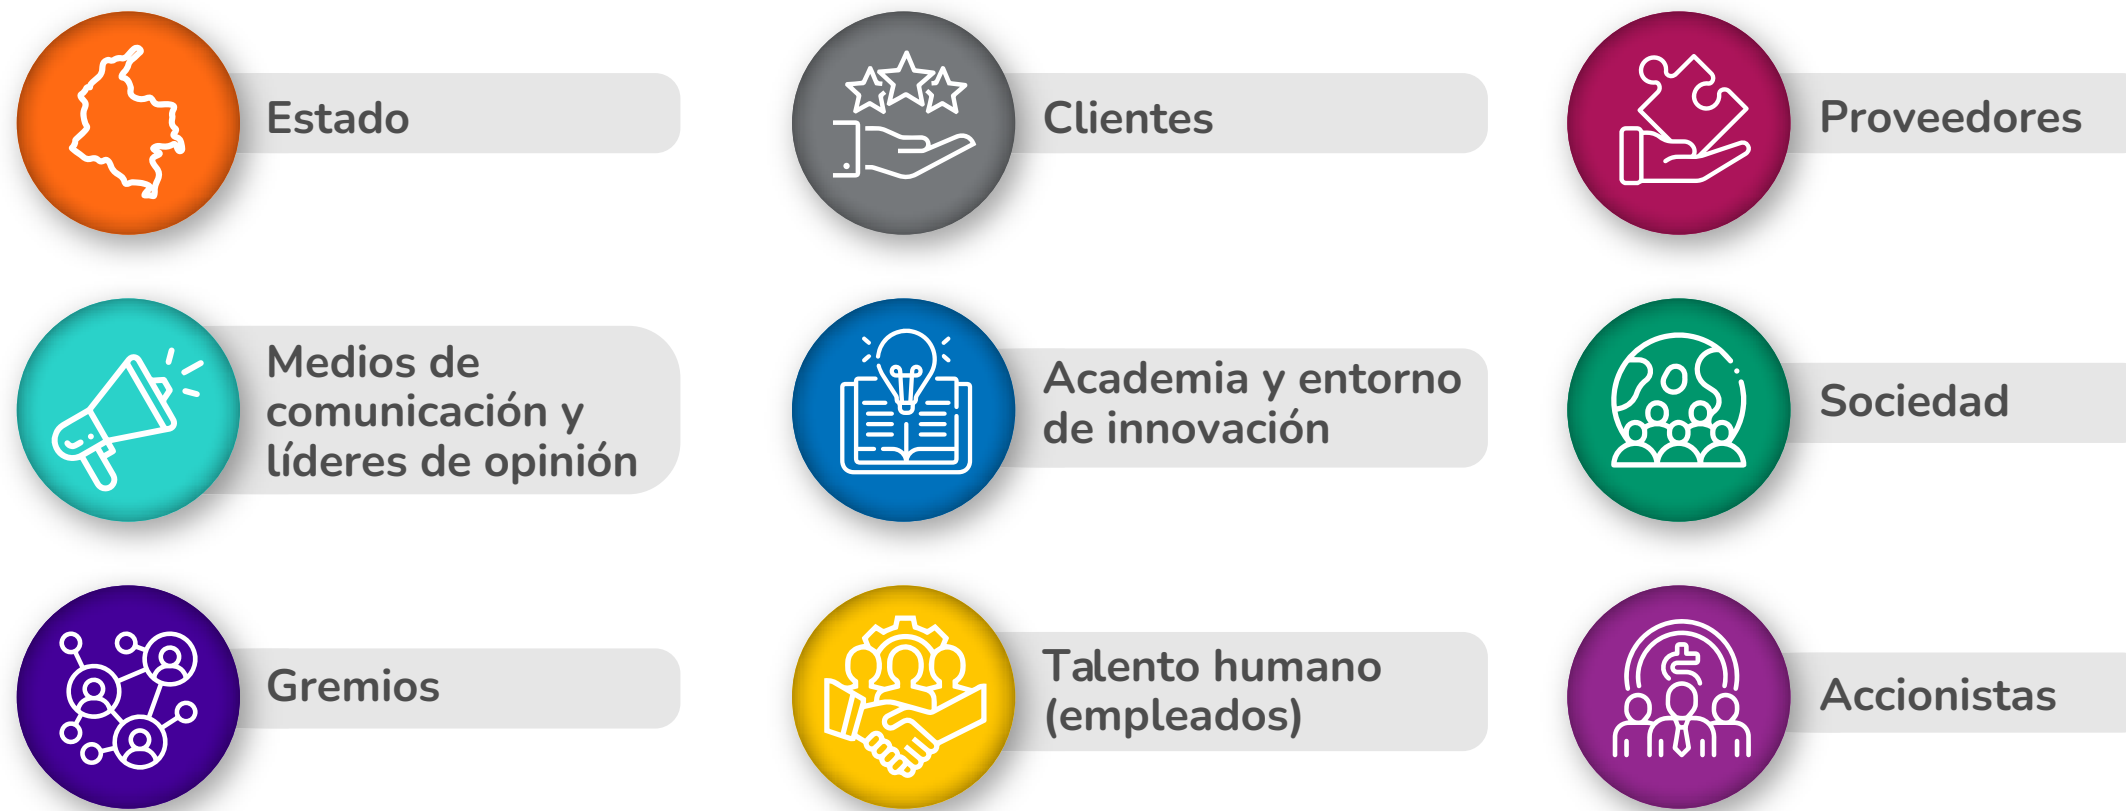 Estado
Clientes
Proveedores
Medios de
comunicación y
líderes de opinión
Academia y entorno
de innovación
Sociedad
Gremios
Talento humano
(empleados)
Accionistas